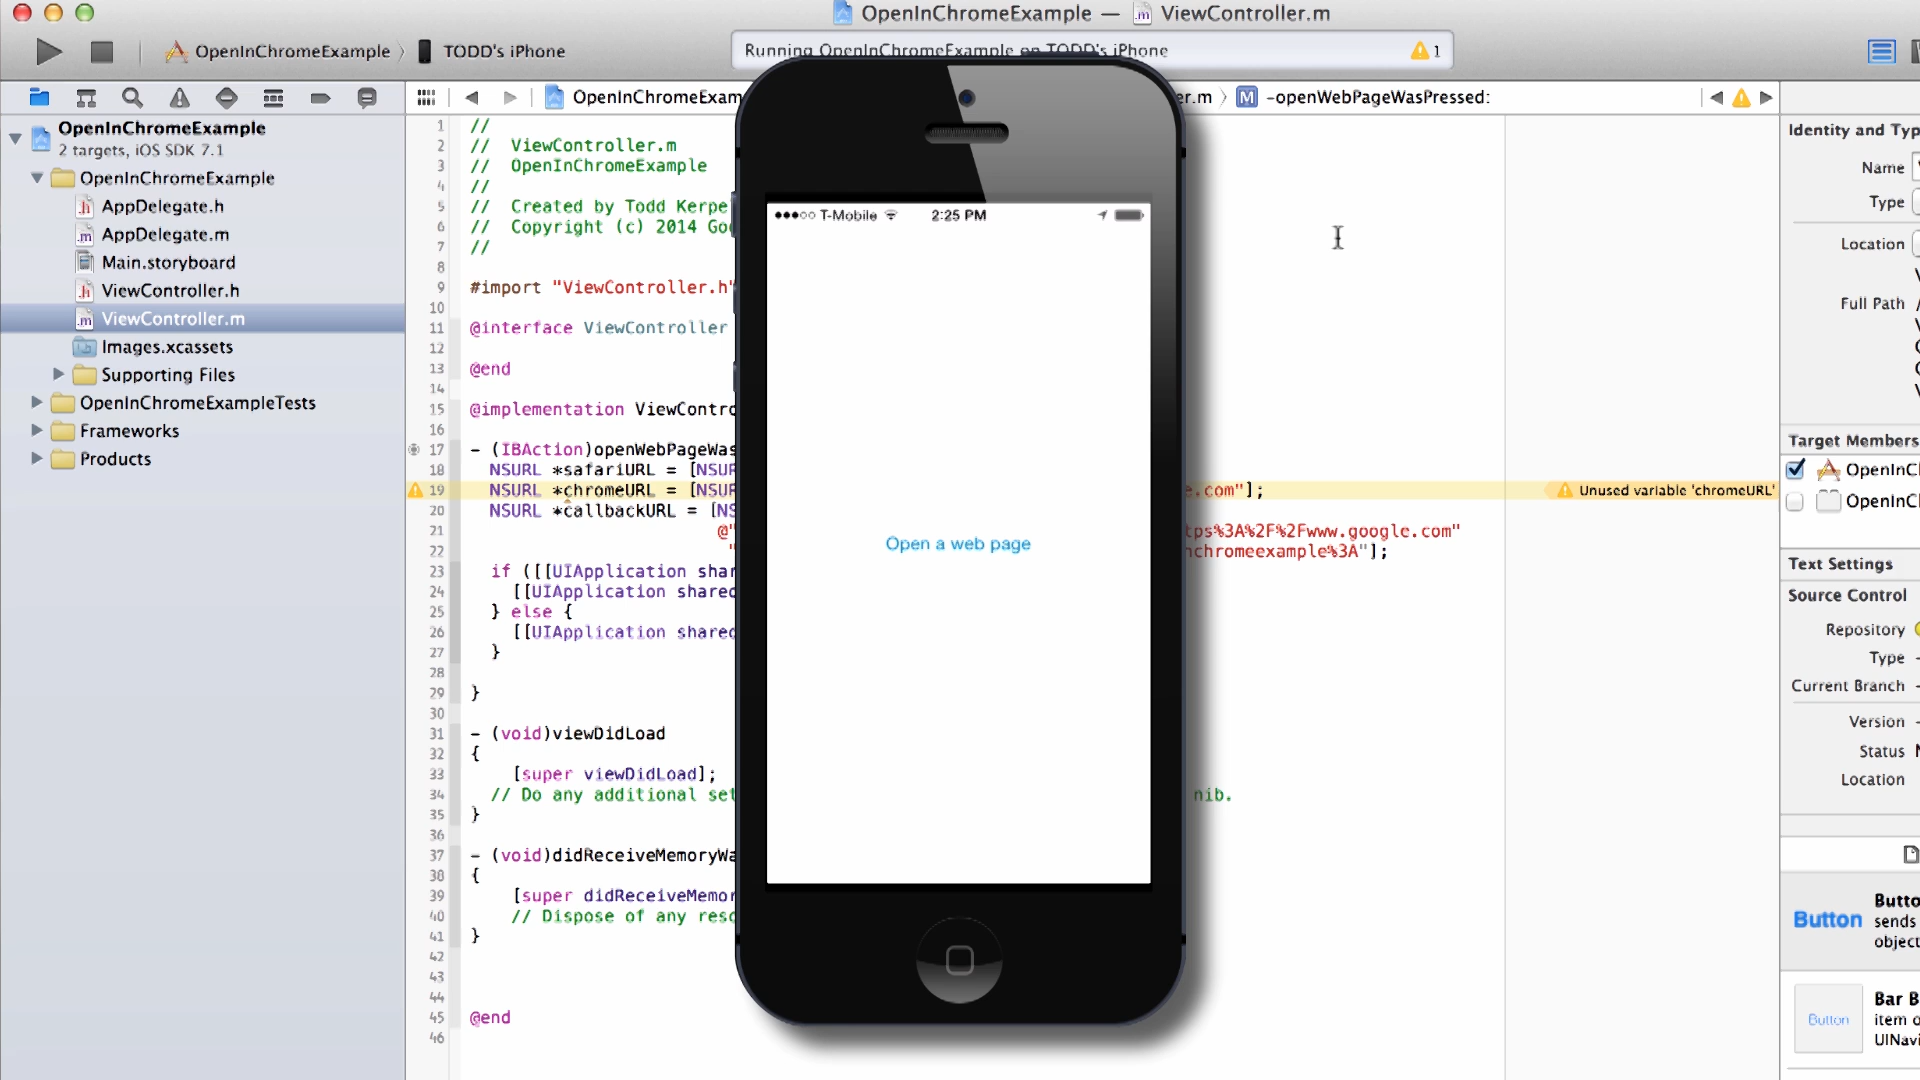 OpenInChromeExample — ViewController.m
OpenInChromeExample
TODD's iPhone
Running OpenInChromeExample on TODD's iPhone
1
OpenInChromeExam
er.m
M
-openWebPageWasPressed:
OpenInChromeExample
2 targets, iOS SDK 7.1
OpenInChromeExample
AppDelegate.h
AppDelegate.m
Main.storyboard
ViewController.h
ViewController.m
Images.xcassets
Supporting Files
OpenInChromeExampleTests
Frameworks
Products
1 //
2 // ViewController.m
3 // OpenInChromeExample
4 //
5 // Created by Todd Kerpe
6 // Copyright (c) 2014 Goo
7 //
8
9 #import "ViewController.h"
10
11 @interface ViewController
12
13 @end
14
15 @implementation ViewContro
16
17 - (IBAction)openWebPageWas
18 NSURL *safariURL = [NSUR
19 NSURL *chromeURL = [NSUR e.com"]; Unused variable 'chromeURL'
20 NSURL *callbackURL = [NS
21 @" tps%3A%2F%2Fwww.google.com"
22 " nchromeexample%3A"];
23 if ([[UIApplication shar
24 [[UIApplication shared
25 } else {
26 [[UIApplication shared
27 }
28
29 }
30
31 - (void)viewDidLoad
32 {
33 [super viewDidLoad];
34 // Do any additional set nib.
35 }
36
37 - (void)didReceiveMemoryWa
38 {
39 [super didReceiveMemor
40 // Dispose of any reso
41 }
42
43
44
45 @end
46
T-Mobile 2:25 PM
Open a web page
Identity and Typ
Name
Type
Location
Full Path
Target Members
OpenInCh
OpenInCh
Text Settings
Source Control
Repository
Type -
Current Branch -
Version -
Status
Location
Button
Butto
sends
object
Button
Bar B
item o
UINavi